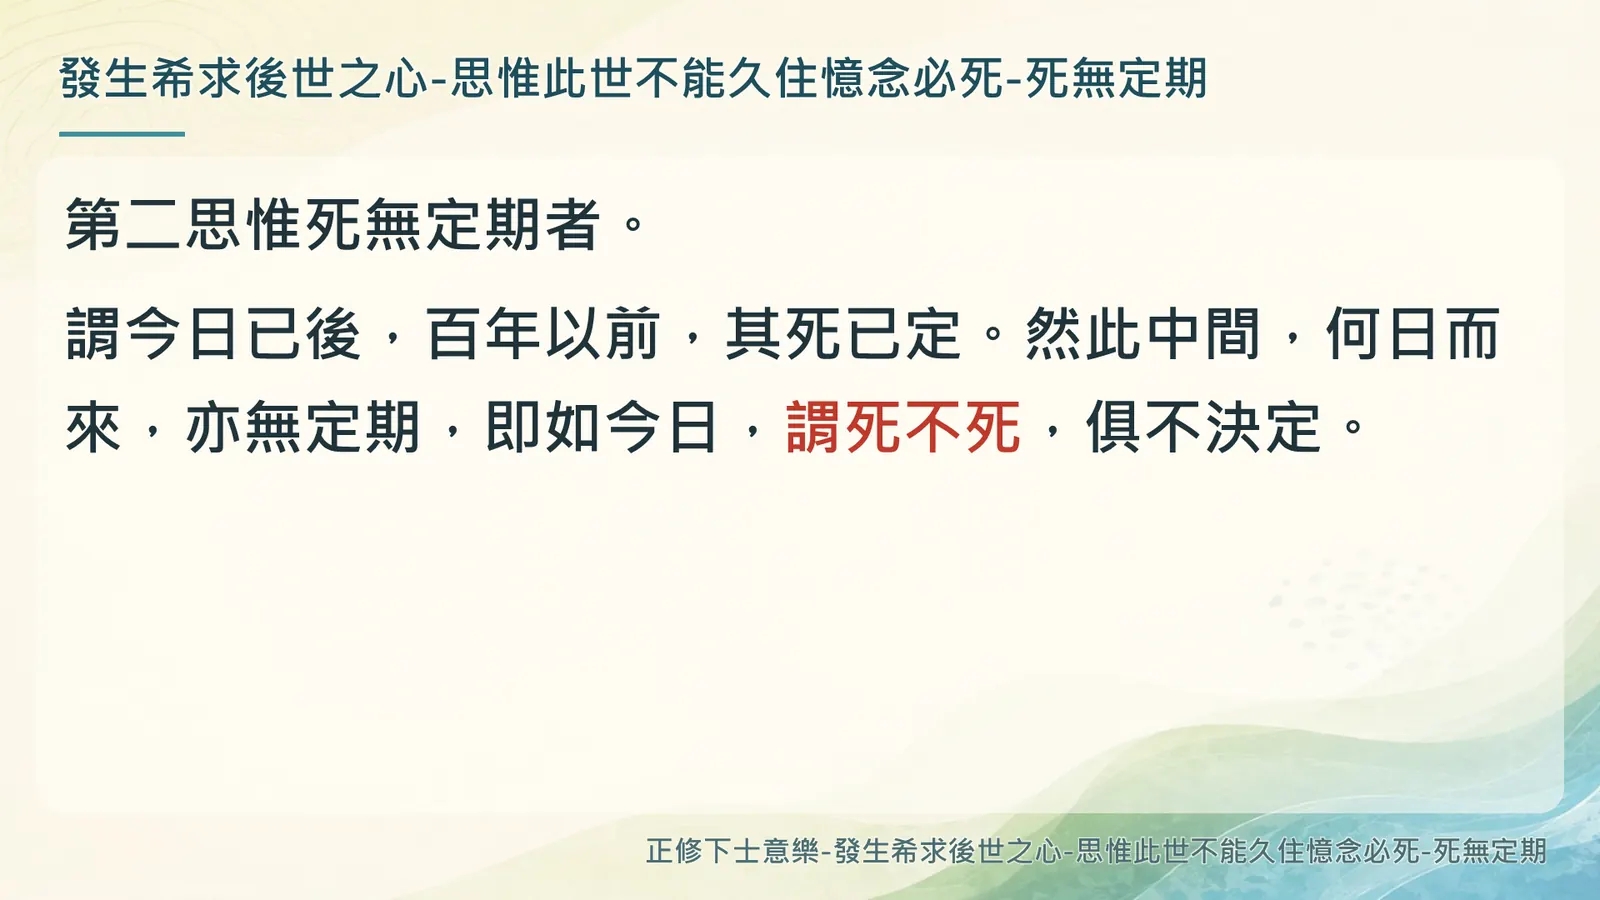 發生希求後世之心-思惟此世不能久住憶念必死-死無定期
第二思惟死無定期者。
謂今日已後，百年以前，其死已定。然此中間，何日而
來，亦無定期，即如今日，謂死不死，俱不決定。
正修下士意樂-發生希求後世之心-思惟此世不能久住憶念必死-死無定期